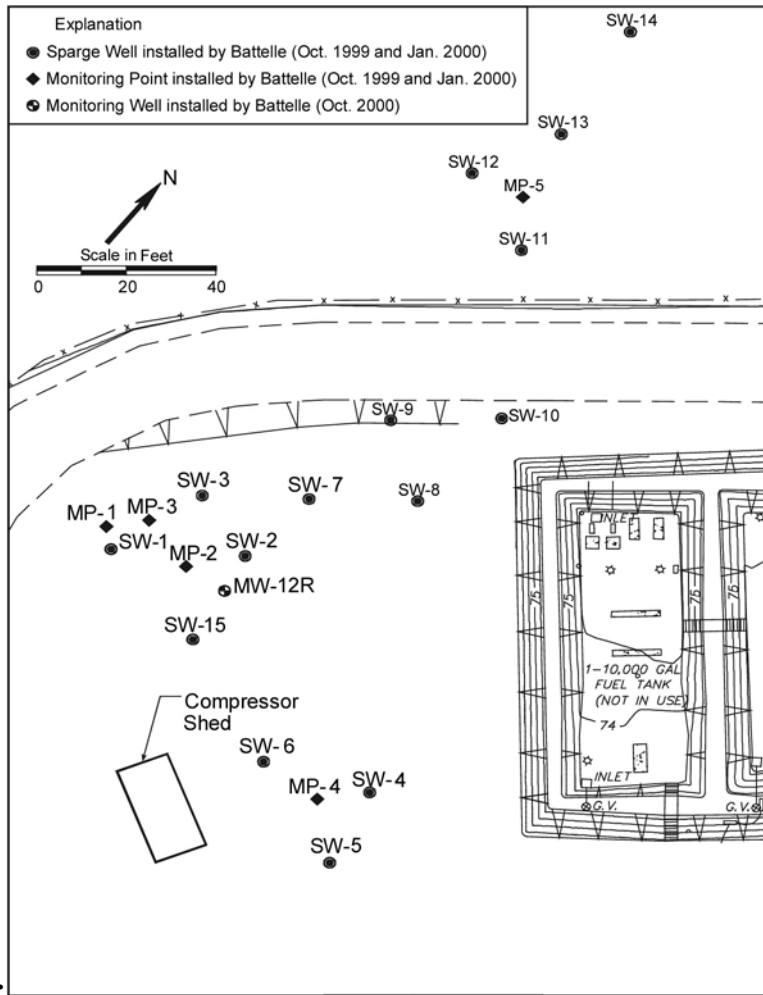 Explanation
Sparge Well installed by Battelle (Oct. 1999 and Jan. 2000)
Monitoring Point installed by Battelle (Oct. 1999 and Jan. 2000)
Monitoring Well installed by Battelle (Oct. 2000)
SW-14
SW-13
SW-12
MP-5
N
SW-11
Scale in Feet
0 20 40
SW-9
SW-10
SW-3
SW-7
SW-8
MP-1
MP-3
SW-1
MP-2
SW-2
MW-12R
SW-15
INLET
75
75
75
75
1-10,000 GAL
FUEL TANK
(NOT IN USE)
74
Compressor
Shed
SW-6
MP-4
SW-4
INLET
G.V.
G.V.
SW-5